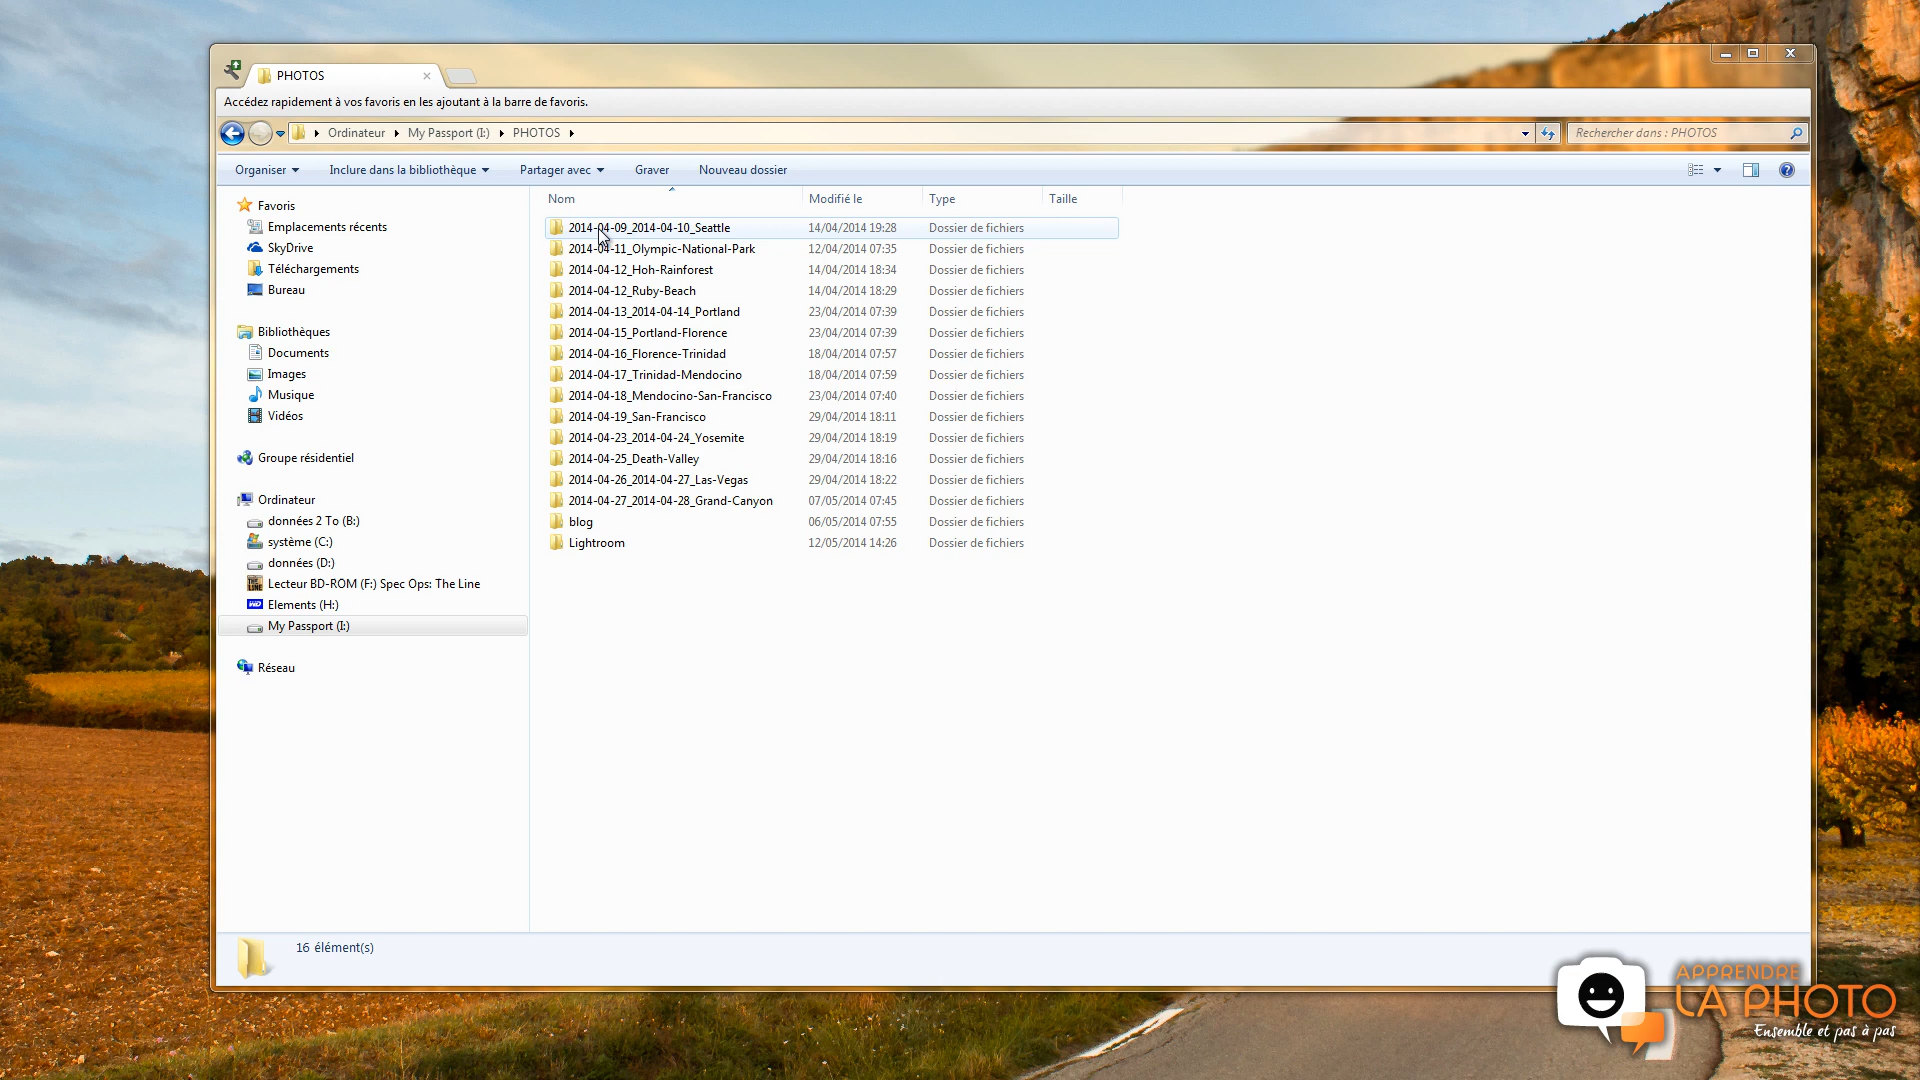 PHOTOS
Accédez rapidement à vos favoris en les ajoutant à la barre de favoris.
Ordinateur My Passport (I:) PHOTOS
Rechercher dans : PHOTOS
Organiser Inclure dans la bibliothèque Partager avec Graver Nouveau dossier
Favoris
Emplacements récents
SkyDrive
Téléchargements
Bureau
Bibliothèques
Documents
Images
Musique
Vidéos
Groupe résidentiel
Ordinateur
données 2 To (B:)
système (C:)
données (D:)
Lecteur BD-ROM (F:) Spec Ops: The Line
Elements (H:)
My Passport (I:)
Réseau
Nom Modifié le Type Taille
2014-04-09_2014-04-10_Seattle 14/04/2014 19:28 Dossier de fichiers
2014-04-11_Olympic-National-Park 12/04/2014 07:35 Dossier de fichiers
2014-04-12_Hoh-Rainforest 14/04/2014 18:34 Dossier de fichiers
2014-04-12_Ruby-Beach 14/04/2014 18:29 Dossier de fichiers
2014-04-13_2014-04-14_Portland 23/04/2014 07:39 Dossier de fichiers
2014-04-15_Portland-Florence 23/04/2014 07:39 Dossier de fichiers
2014-04-16_Florence-Trinidad 18/04/2014 07:57 Dossier de fichiers
2014-04-17_Trinidad-Mendocino 18/04/2014 07:59 Dossier de fichiers
2014-04-18_Mendocino-San-Francisco 23/04/2014 07:40 Dossier de fichiers
2014-04-19_San-Francisco 29/04/2014 18:11 Dossier de fichiers
2014-04-23_2014-04-24_Yosemite 29/04/2014 18:19 Dossier de fichiers
2014-04-25_Death-Valley 29/04/2014 18:16 Dossier de fichiers
2014-04-26_2014-04-27_Las-Vegas 29/04/2014 18:22 Dossier de fichiers
2014-04-27_2014-04-28_Grand-Canyon 07/05/2014 07:45 Dossier de fichiers
blog 06/05/2014 07:55 Dossier de fichiers
Lightroom 12/05/2014 14:26 Dossier de fichiers
16 élément(s)
APPRENDRE
LA PHOTO
Ensemble et pas à pas